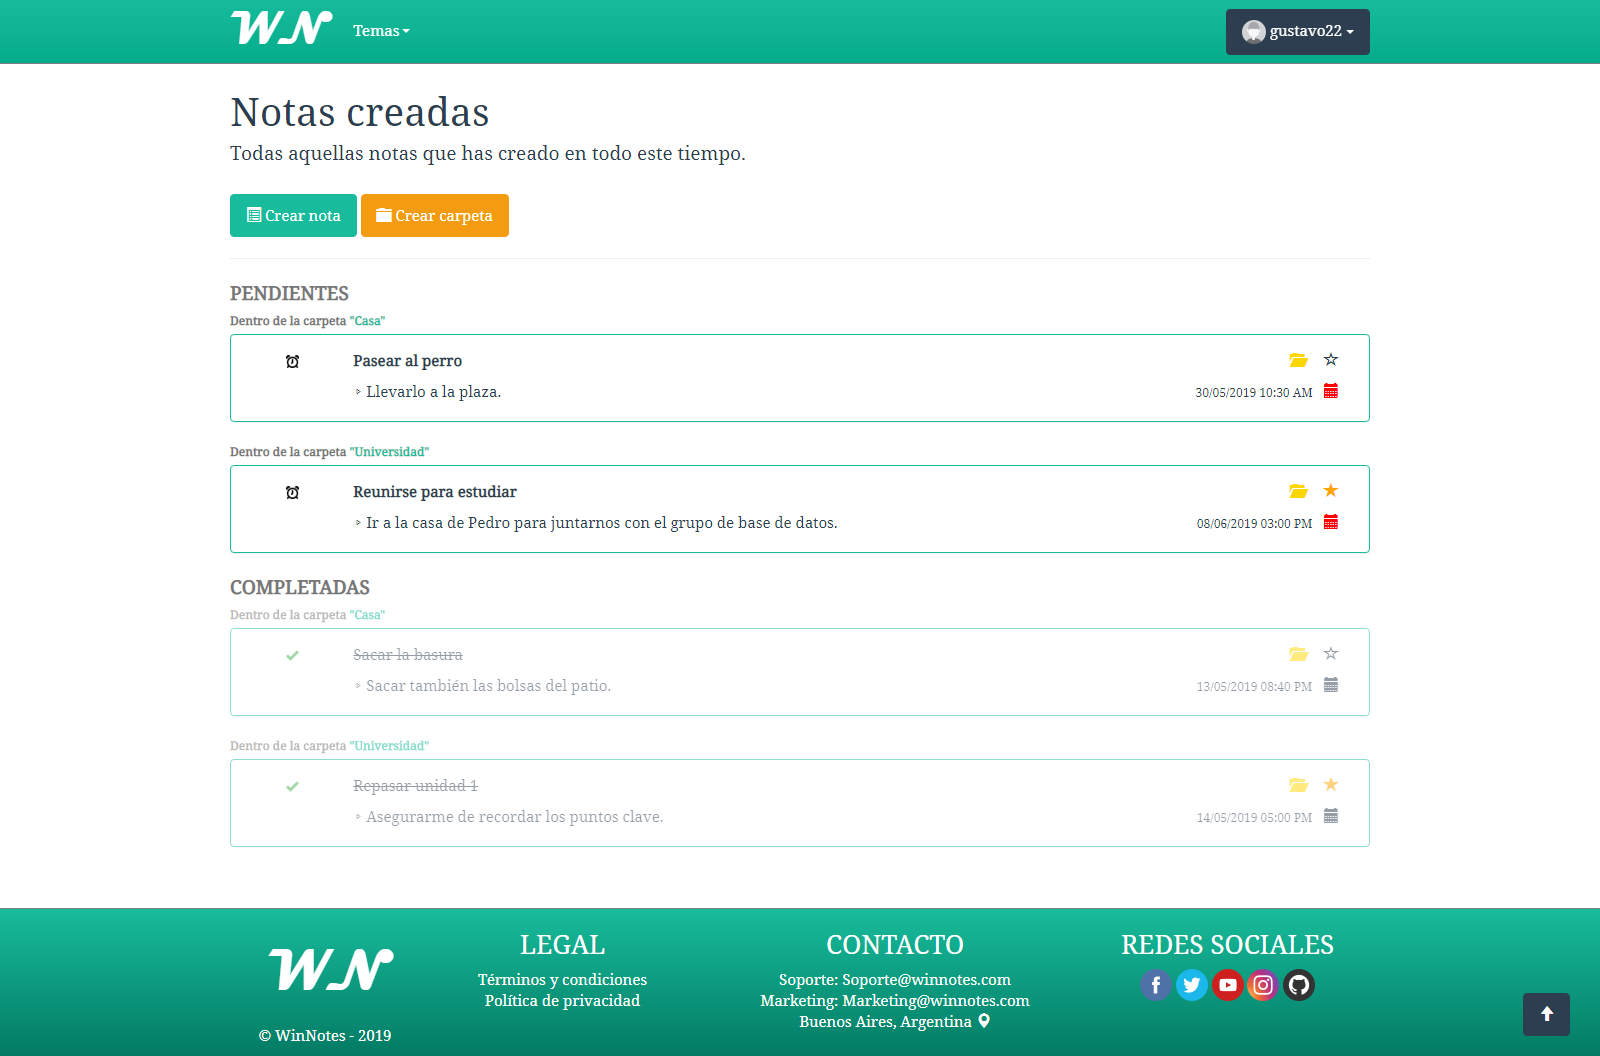 WN Temas gustavo22
Notas creadas
Todas aquellas notas que has creado en todo este tiempo.
Crear nota Crear carpeta
PENDIENTES
Dentro de la carpeta "Casa"
Pasear al perro
Llevarlo a la plaza. 30/05/2019 10:30 AM
Dentro de la carpeta "Universidad"
Reunirse para estudiar
Ir a la casa de Pedro para juntarnos con el grupo de base de datos. 08/06/2019 03:00 PM
COMPLETADAS
Dentro de la carpeta "Casa"
Sacar la basura
Sacar también las bolsas del patio. 13/05/2019 08:40 PM
Dentro de la carpeta "Universidad"
Repasar unidad 1
Asegurarme de recordar los puntos clave. 14/05/2019 05:00 PM
WN
© WinNotes - 2019
LEGAL
Términos y condiciones
Política de privacidad
CONTACTO
Soporte: Soporte@winnotes.com
Marketing: Marketing@winnotes.com
Buenos Aires, Argentina
REDES SOCIALES